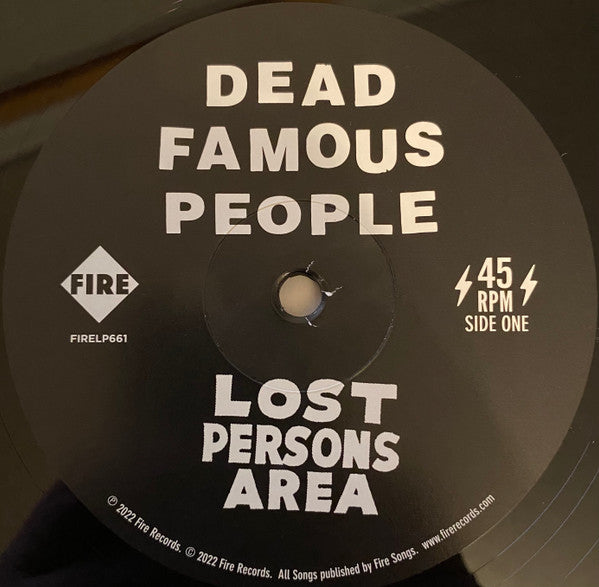 DEAD
FAMOUS
PEOPLE
FIRE
FIRELP661
45
RPM
SIDE ONE
LOST
PERSONS
AREA
℗ 2022 Fire Records. © 2022 Fire Records. All Songs published by Fire Songs. www.firerecords.com